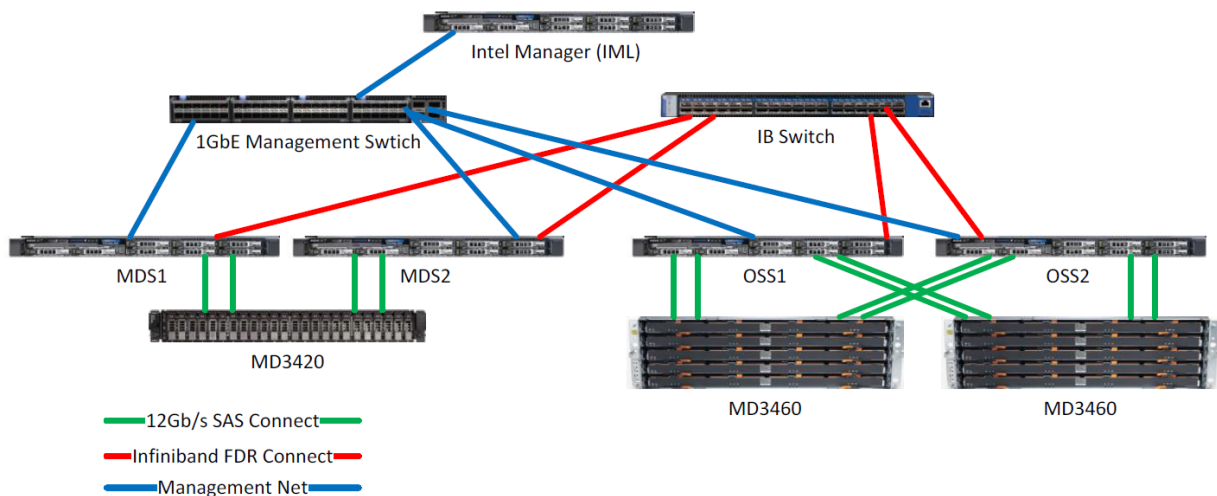 Intel Manager (IML)
1GbE Management Swtich
IB Switch
MDS1
MDS2
OSS1
OSS2
MD3420
MD3460
MD3460
12Gb/s SAS Connect
Infiniband FDR Connect
Management Net